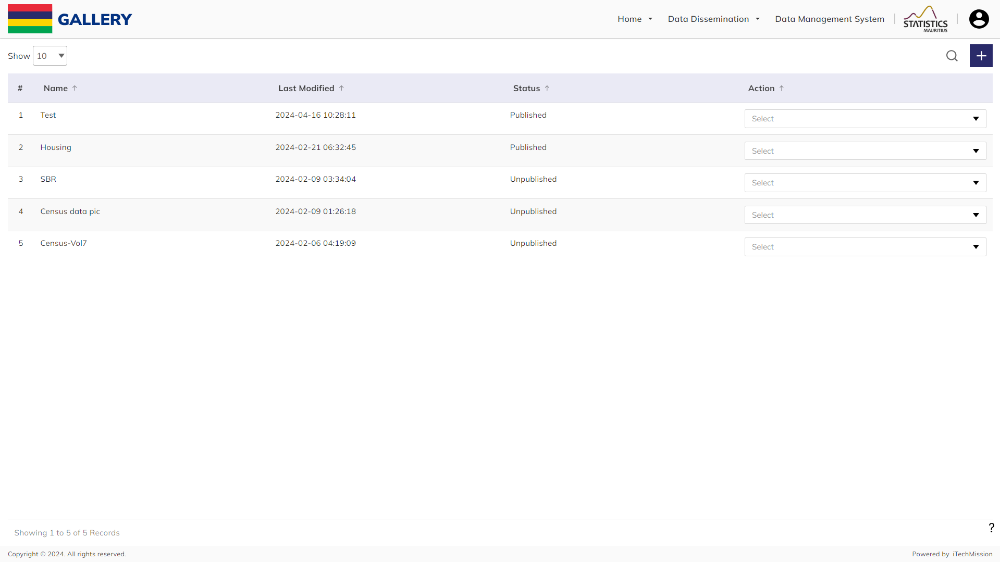 GALLERY
Home
Data Dissemination
Data Management System
STATISTICS
MAURITIUS
Show 10
# Name ↑ Last Modified ↑ Status ↑ Action ↑
1 Test 2024-04-16 10:28:11 Published Select
2 Housing 2024-02-21 06:32:45 Published Select
3 SBR 2024-02-09 03:34:04 Unpublished Select
4 Census data pic 2024-02-09 01:26:18 Unpublished Select
5 Census-Vol7 2024-02-06 04:19:09 Unpublished Select
Showing 1 to 5 of 5 Records
?
Copyright © 2024. All rights reserved.
Powered by iTechMission